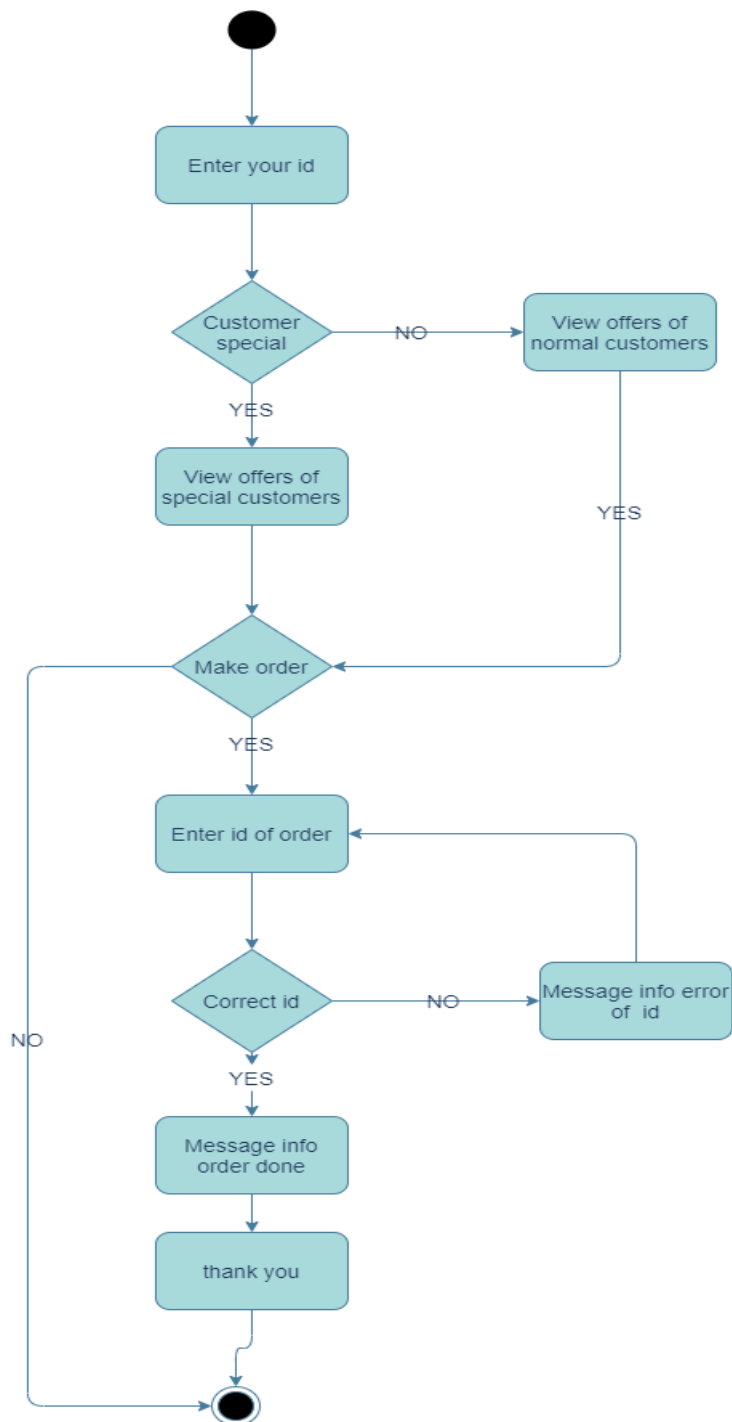 Enter your id
Customer
special
NO
View offers of
normal customers
YES
View offers of
special customers
YES
Make order
YES
Enter id of order
Correct id
NO
Message info error
of id
NO
YES
Message info
order done
thank you